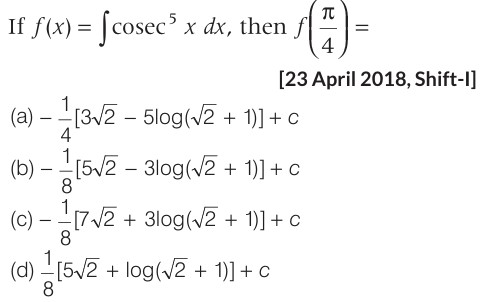 If f(x) = ∫cosec⁵ x dx, then f(π/4) =
[23 April 2018, Shift-I]
(a) – 1/4[3√2 – 5log(√2 + 1)] + c
(b) – 1/8[5√2 – 3log(√2 + 1)] + c
(c) – 1/8[7√2 + 3log(√2 + 1)] + c
(d) 1/8[5√2 + log(√2 + 1)] + c